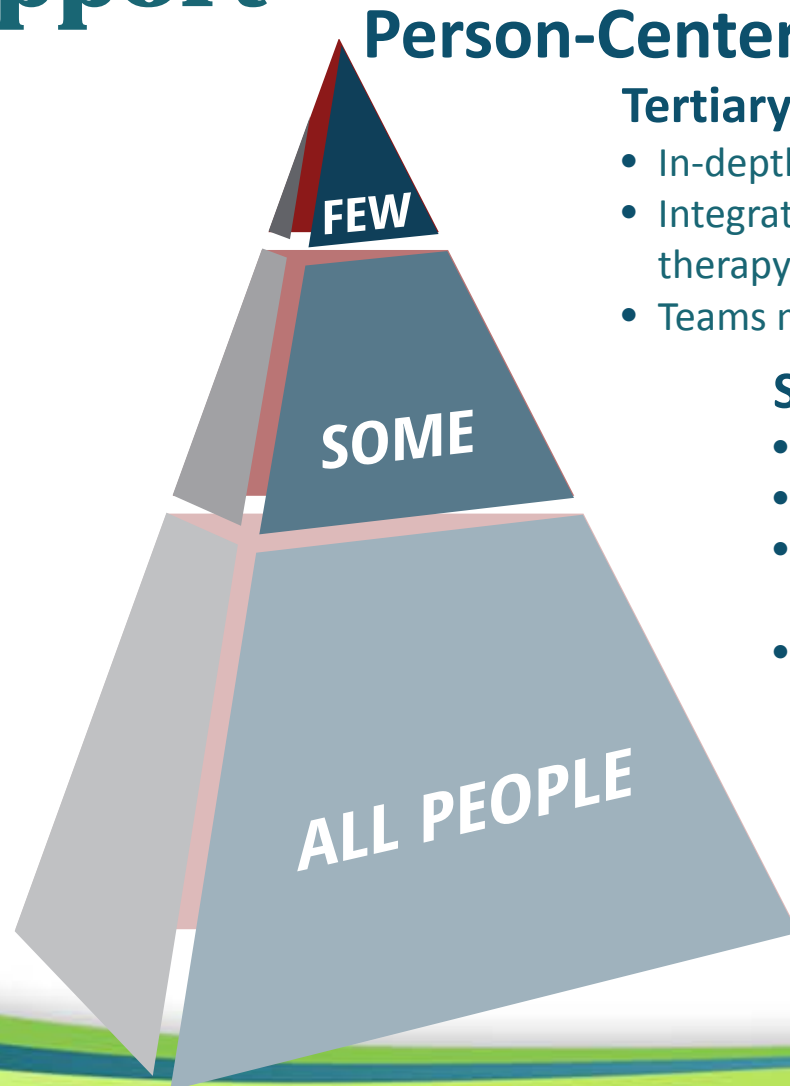 pport
Person-Center
Tertiary
• In-depth
• Integrat
therapy
• Teams
S
•
•
•
•
FEW
SOME
ALL PEOPLE